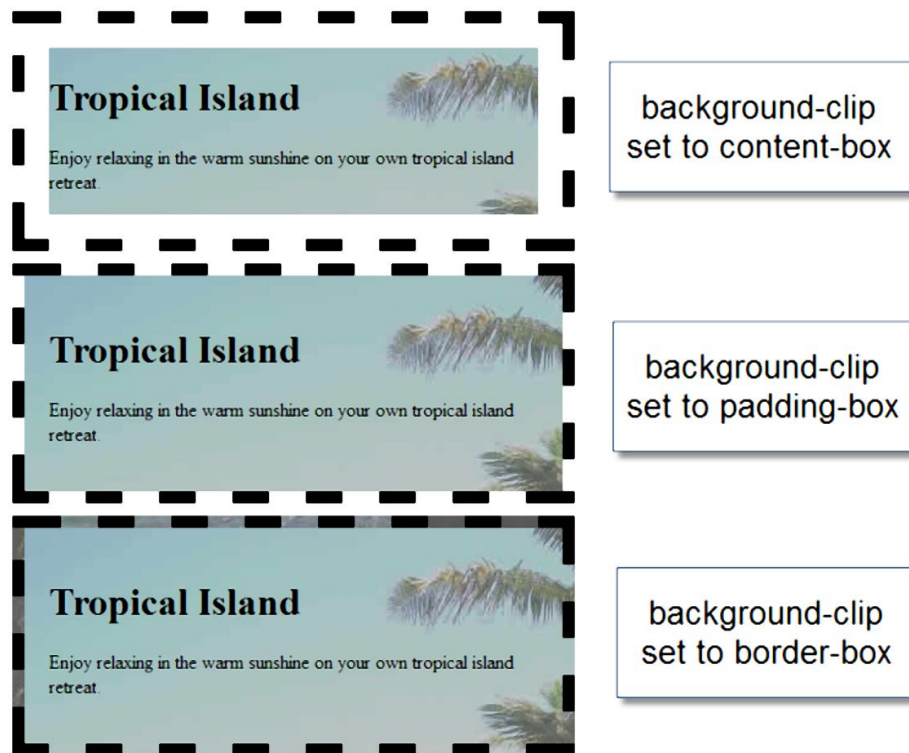 Tropical Island
Enjoy relaxing in the warm sunshine on your own tropical island
retreat.
background-clip
set to content-box
Tropical Island
Enjoy relaxing in the warm sunshine on your own tropical island
retreat.
background-clip
set to padding-box
Tropical Island
Enjoy relaxing in the warm sunshine on your own tropical island
retreat.
background-clip
set to border-box